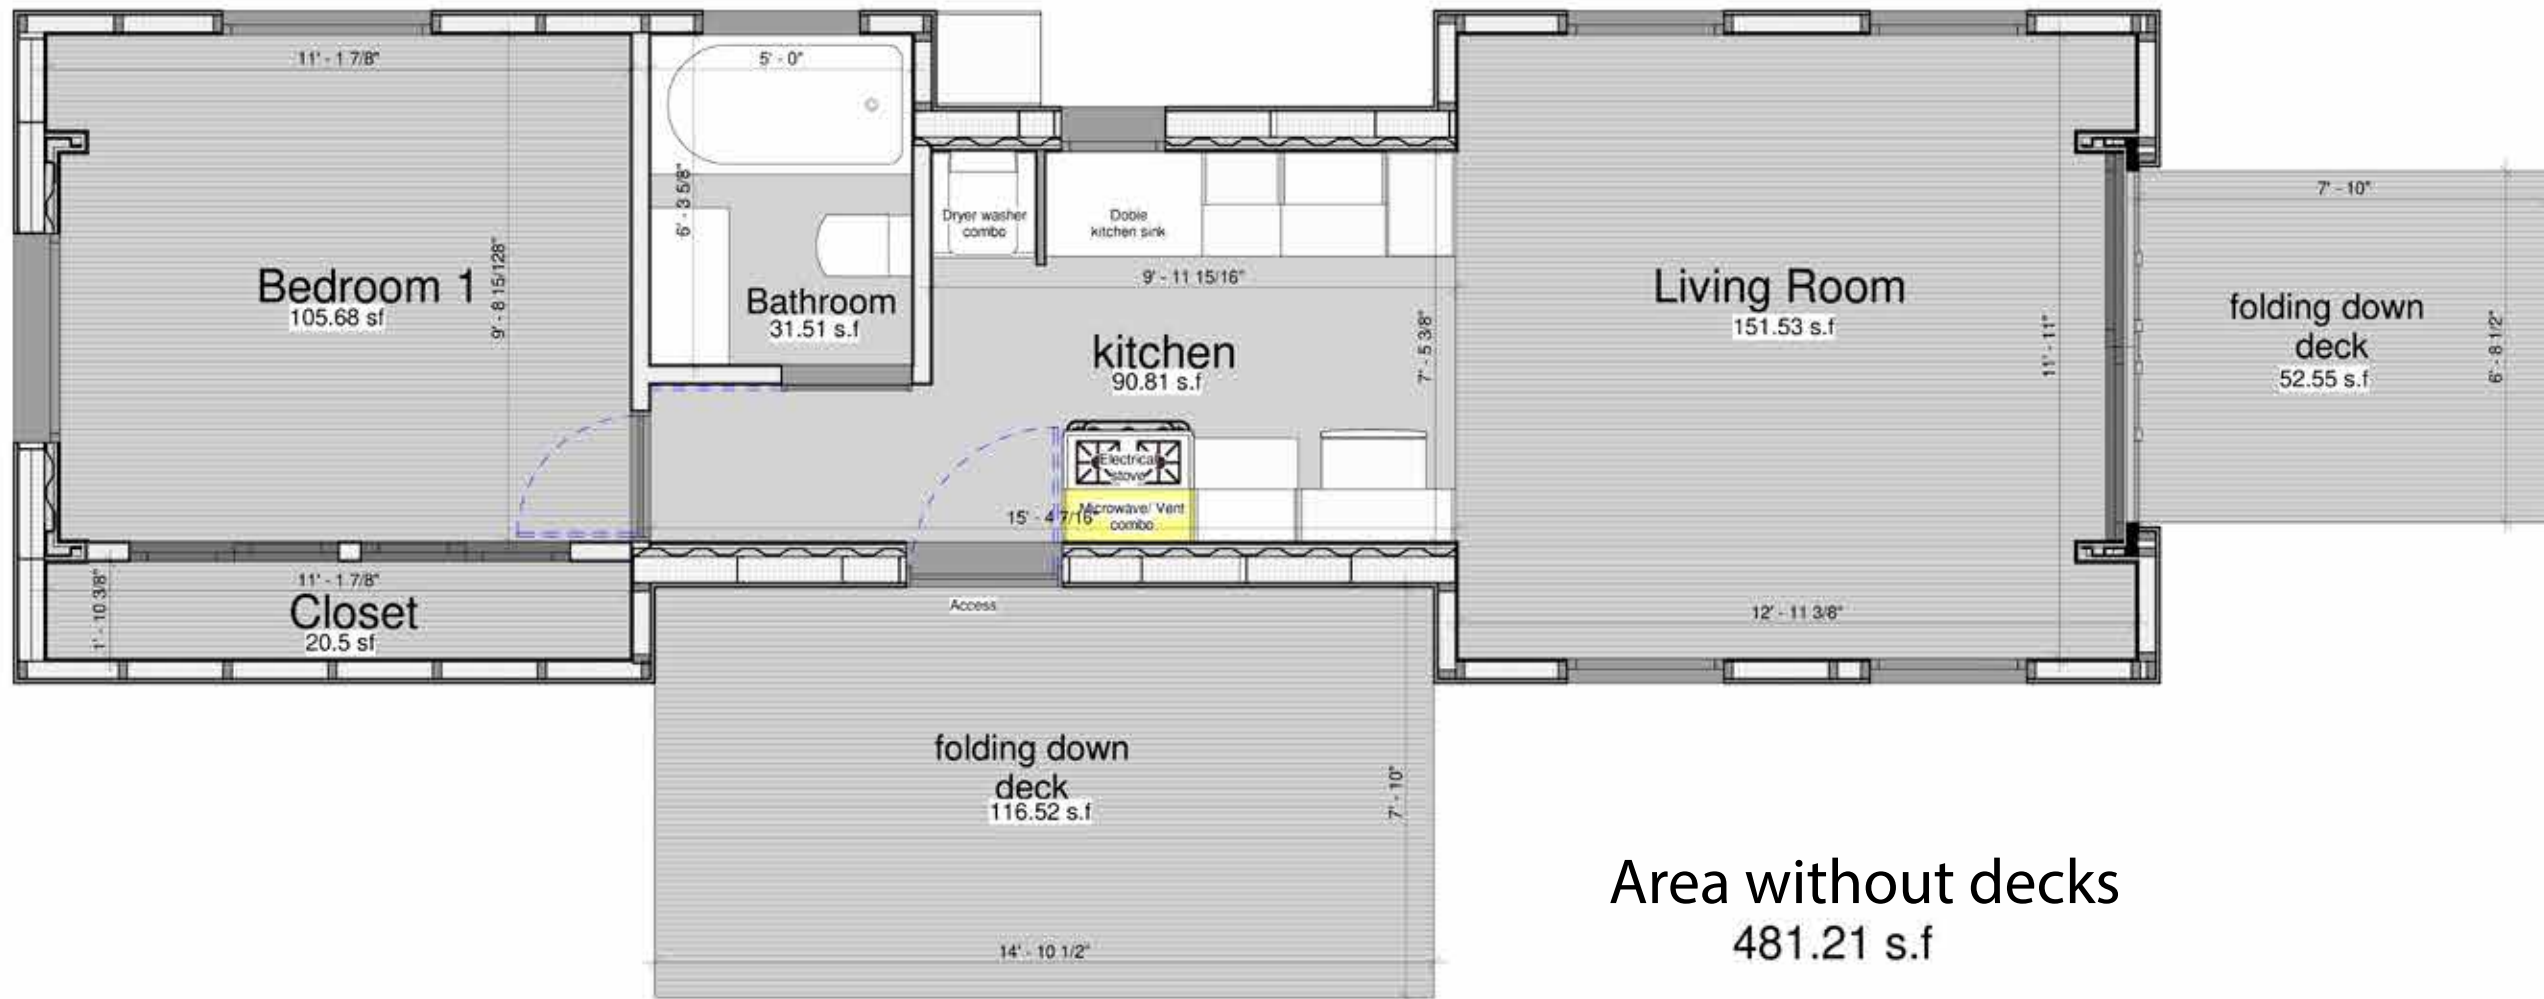 11' - 1 7/8"
5' - 0"
7' - 10"
6' - 3 5/8"
Dryer washer
combo
Doble
kitchen sink
9' - 11 15/16"
Bedroom 1
105.68 sf
9' - 8 15/128"
Bathroom
31.51 s.f
kitchen
90.81 s.f
7' - 5 3/8"
Living Room
151.53 s.f
11' - 11"
folding down
deck
52.55 s.f
6' - 8 1/2"
Electrical
stove
Microwave/ Vent
combo
15' - 4 7/16"
11' - 1 7/8"
Closet
20.5 sf
1' - 10 3/8"
Access
12' - 11 3/8"
folding down
deck
116.52 s.f
7' - 10"
14' - 10 1/2"
Area without decks
481.21 s.f